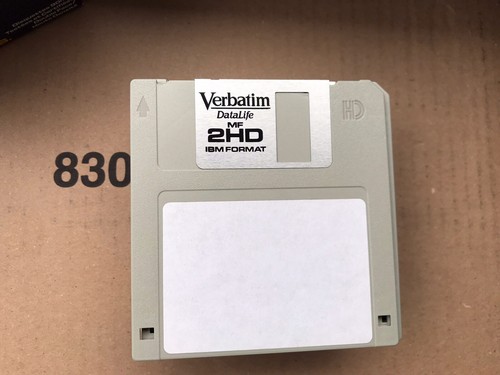 Verbatim
DataLife
MF
2HD
IBM FORMAT
HD
830